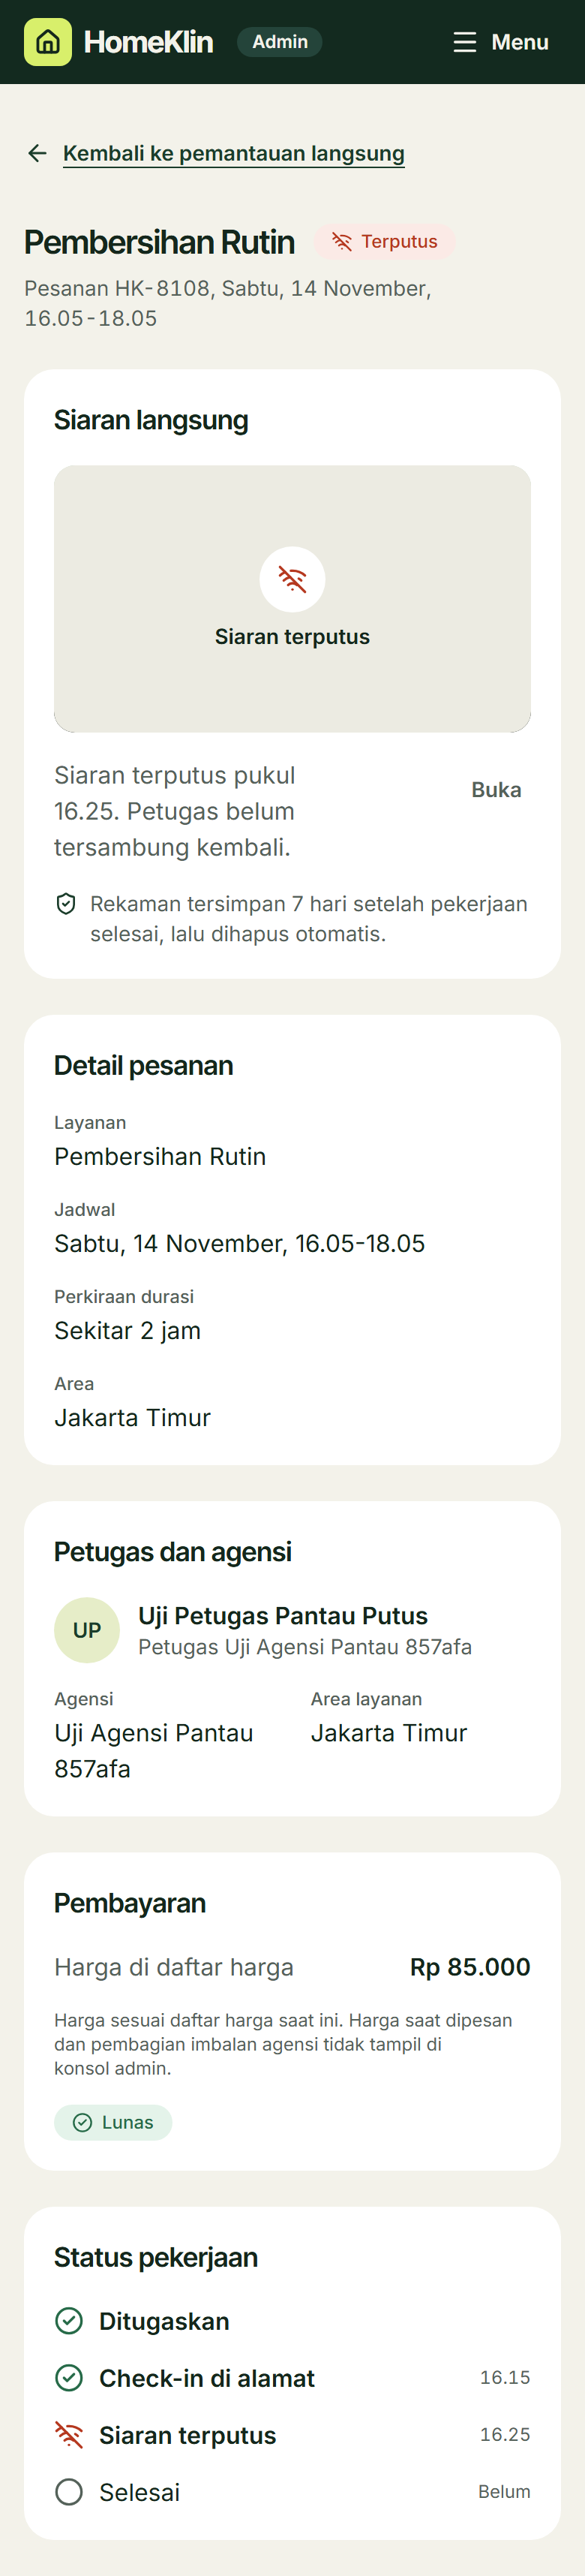 HomeKlin
Admin
Menu
Kembali ke pemantauan langsung
Pembersihan Rutin
Terputus
Pesanan HK-8108, Sabtu, 14 November,
16.05-18.05
Siaran langsung
Siaran terputus
Siaran terputus pukul
16.25. Petugas belum
tersambung kembali.
Buka
Rekaman tersimpan 7 hari setelah pekerjaan
selesai, lalu dihapus otomatis.
Detail pesanan
Layanan
Pembersihan Rutin
Jadwal
Sabtu, 14 November, 16.05-18.05
Perkiraan durasi
Sekitar 2 jam
Area
Jakarta Timur
Petugas dan agensi
UP
Uji Petugas Pantau Putus
Petugas Uji Agensi Pantau 857afa
Agensi
Uji Agensi Pantau
857afa
Area layanan
Jakarta Timur
Pembayaran
Harga di daftar harga
Rp 85.000
Harga sesuai daftar harga saat ini. Harga saat dipesan
dan pembagian imbalan agensi tidak tampil di
konsol admin.
Lunas
Status pekerjaan
Ditugaskan
Check-in di alamat
16.15
Siaran terputus
16.25
Selesai
Belum